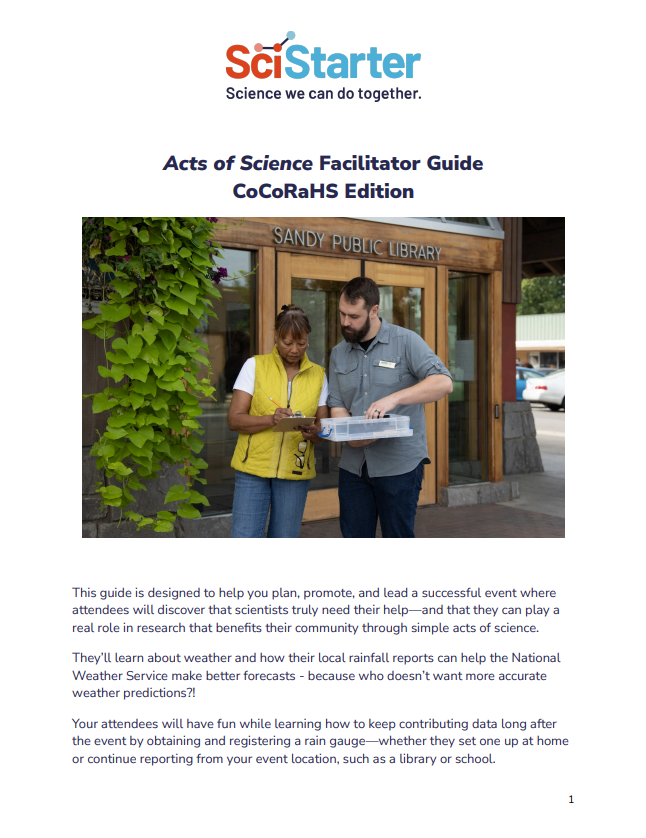 SciStarter
Science we can do together.
Acts of Science Facilitator Guide
CoCoRaHS Edition
SANDY PUBLIC LIBRARY
This guide is designed to help you plan, promote, and lead a successful event where
attendees will discover that scientists truly need their help—and that they can play a
real role in research that benefits their community through simple acts of science.
They’ll learn about weather and how their local rainfall reports can help the National
Weather Service make better forecasts - because who doesn’t want more accurate
weather predictions?!
Your attendees will have fun while learning how to keep contributing data long after
the event by obtaining and registering a rain gauge—whether they set one up at home
or continue reporting from your event location, such as a library or school.
1